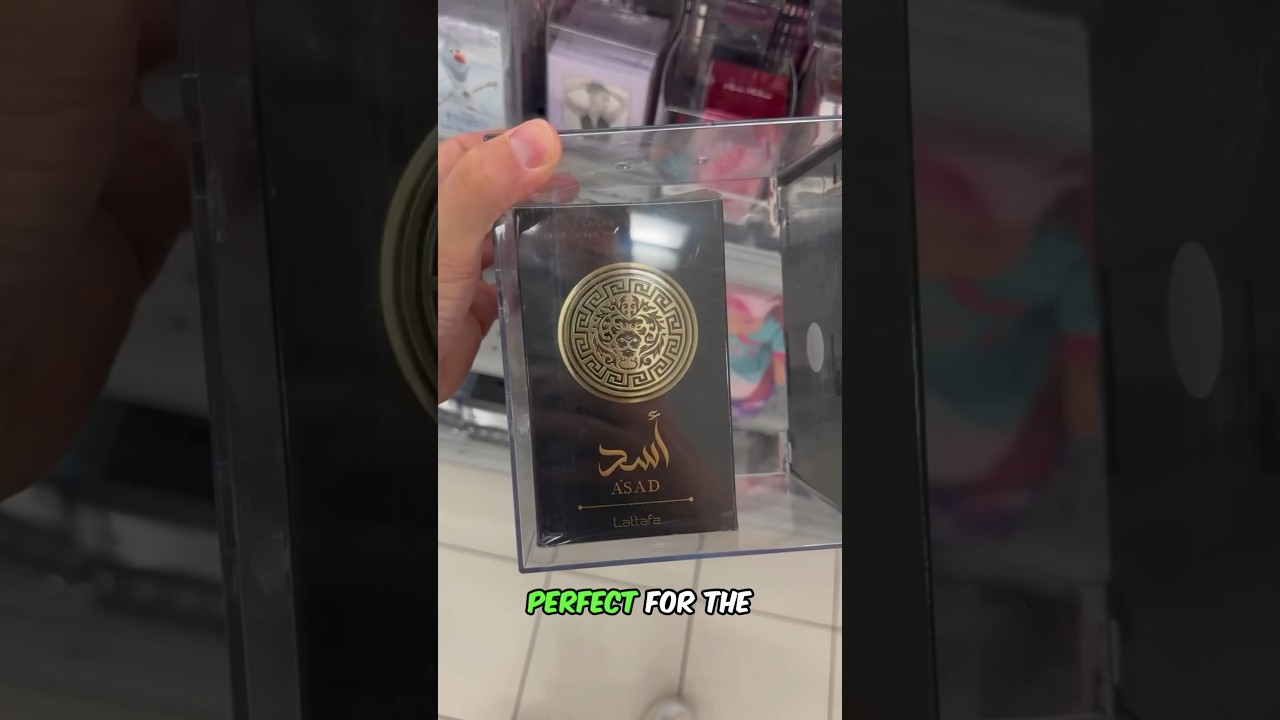 أسد
ASAD
Lattafa
PERFECT FOR THE